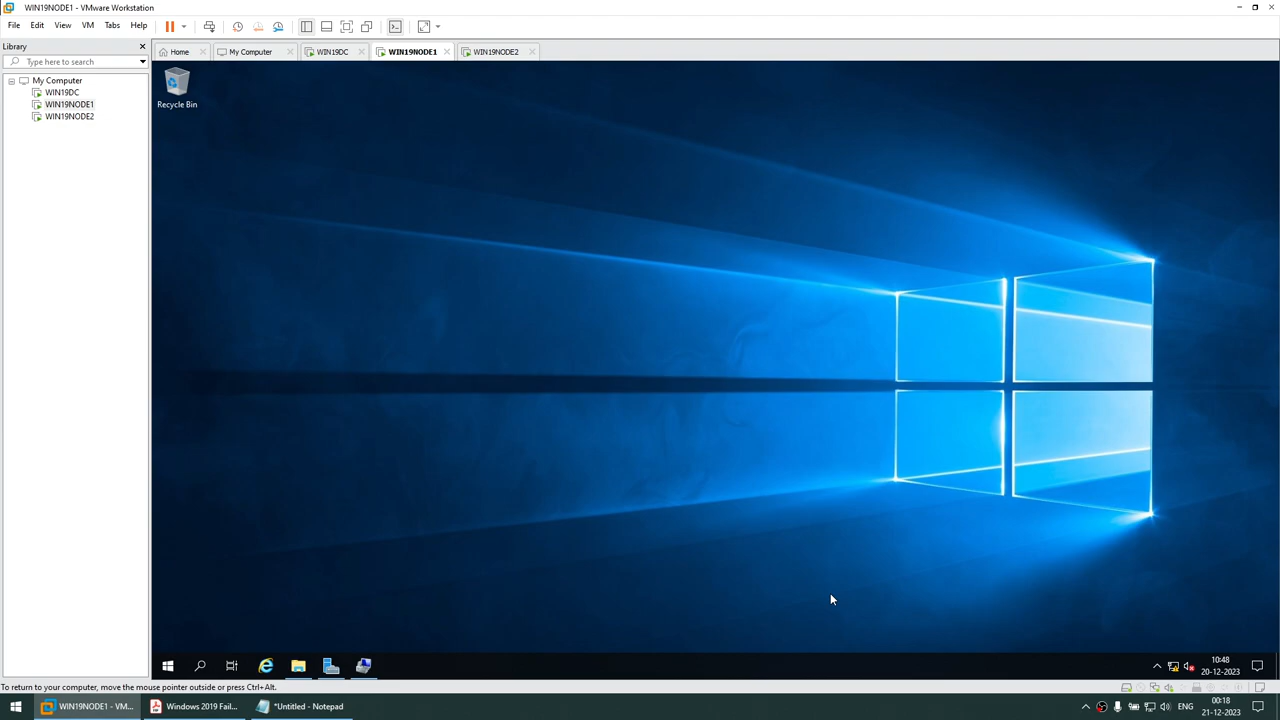 WIN19NODE1 - VMware Workstation
File Edit View VM Tabs Help
Library
Type here to search
My Computer
WIN19DC
WIN19NODE1
WIN19NODE2
Home My Computer WIN19DC WIN19NODE1 WIN19NODE2
Recycle Bin
10:48
20-12-2023
To return to your computer, move the mouse pointer outside or press Ctrl+Alt.
WIN19NODE1 - VM... Windows 2019 Fail... *Untitled - Notepad
ENG
00:18
21-12-2023